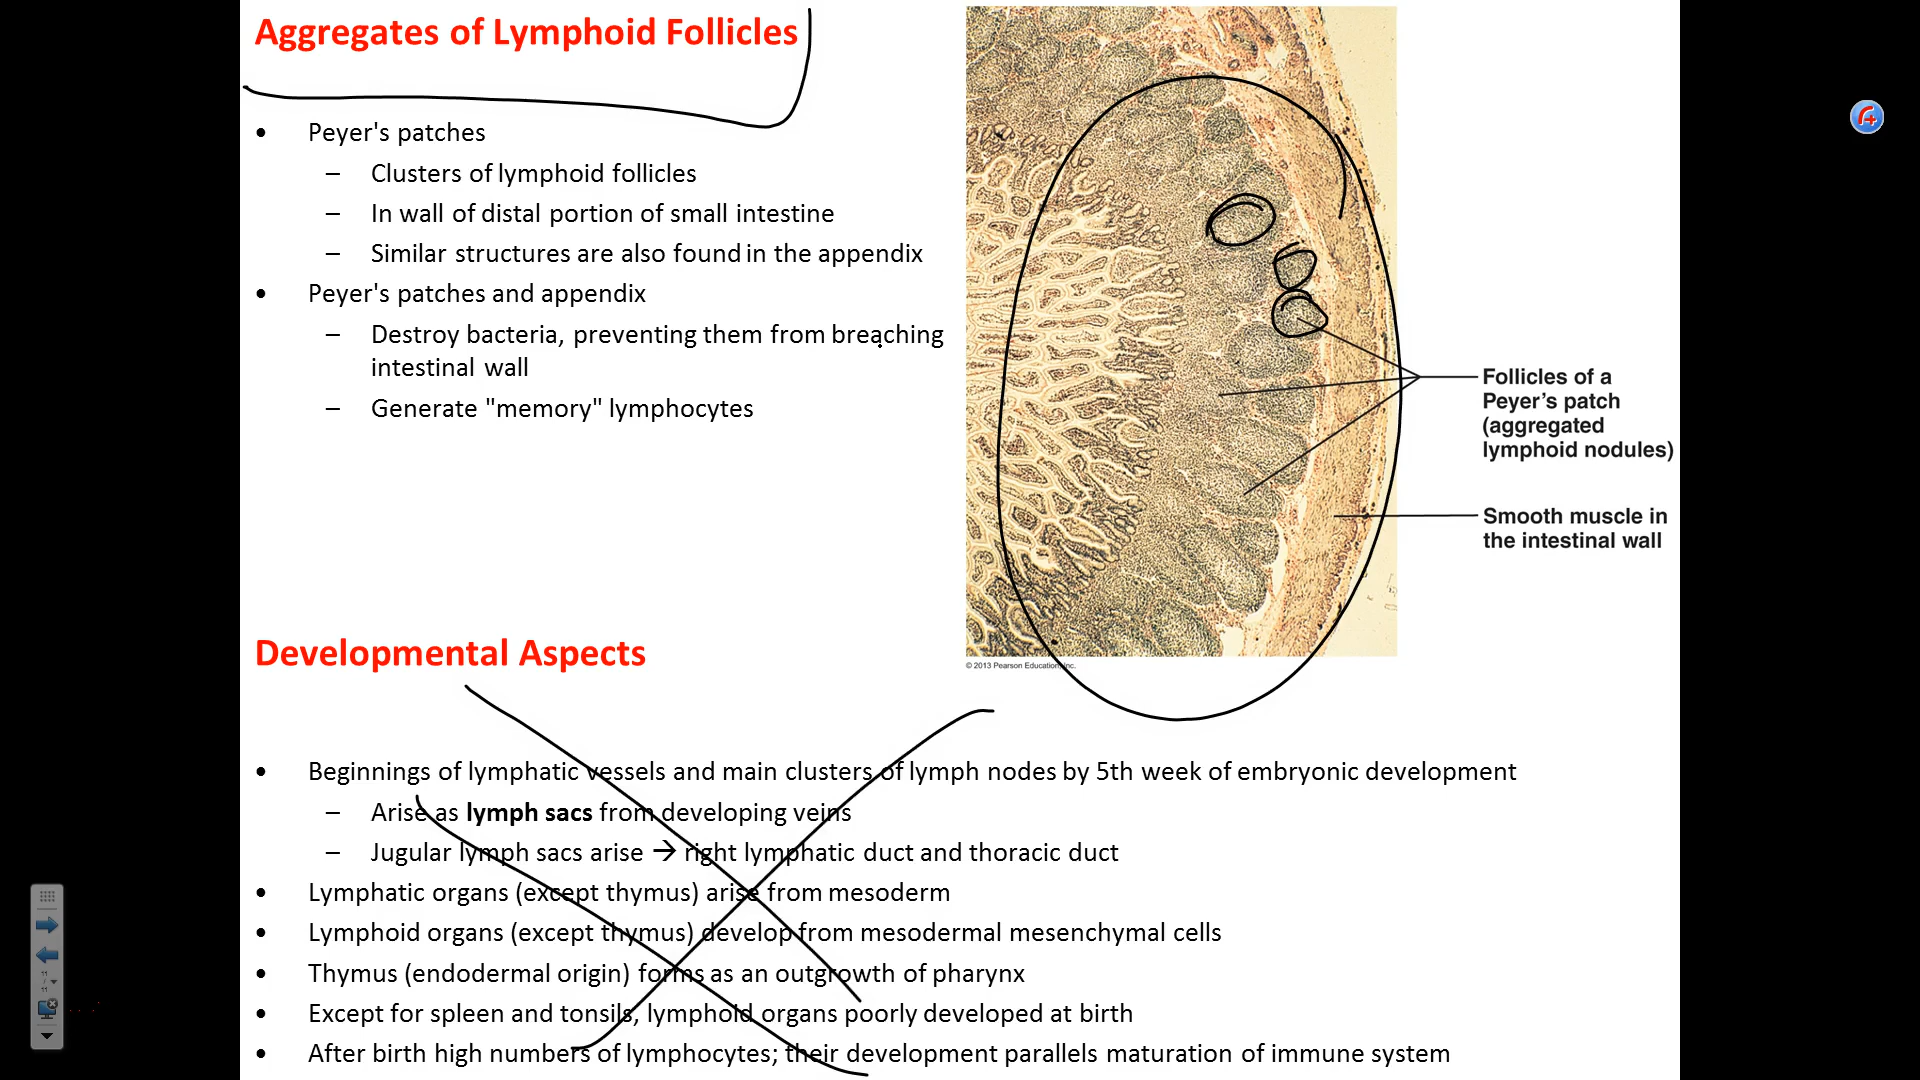 Aggregates of Lymphoid Follicles
• Peyer's patches
– Clusters of lymphoid follicles
– In wall of distal portion of small intestine
– Similar structures are also found in the appendix
• Peyer's patches and appendix
– Destroy bacteria, preventing them from breaching
intestinal wall
– Generate "memory" lymphocytes
Follicles of a
Peyer's patch
(aggregated
lymphoid nodules)
Smooth muscle in
the intestinal wall
© 2013 Pearson Education, Inc.
Developmental Aspects
• Beginnings of lymphatic vessels and main clusters of lymph nodes by 5th week of embryonic development
– Arise as lymph sacs from developing veins
– Jugular lymph sacs arise → right lymphatic duct and thoracic duct
• Lymphatic organs (except thymus) arise from mesoderm
• Lymphoid organs (except thymus) develop from mesodermal mesenchymal cells
• Thymus (endodermal origin) forms as an outgrowth of pharynx
• Except for spleen and tonsils, lymphoid organs poorly developed at birth
• After birth high numbers of lymphocytes; their development parallels maturation of immune system
11
/
11